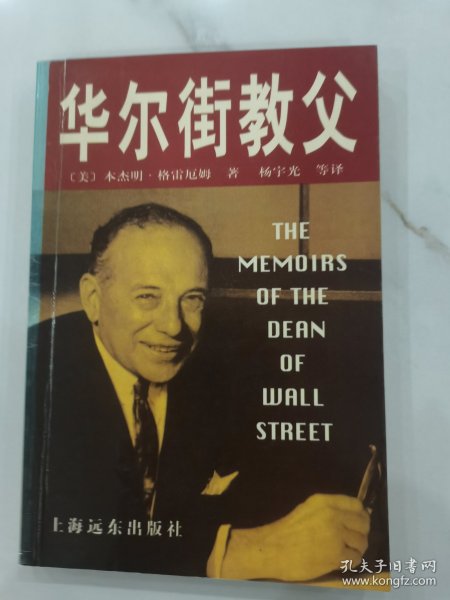 华尔街教父
〔美〕本杰明·格雷厄姆 著 杨宇光 等译
THE
MEMOIRS
OF THE
DEAN
OF
WALL
STREET
上海远东出版社
孔夫子旧书网
www.kongfz.com